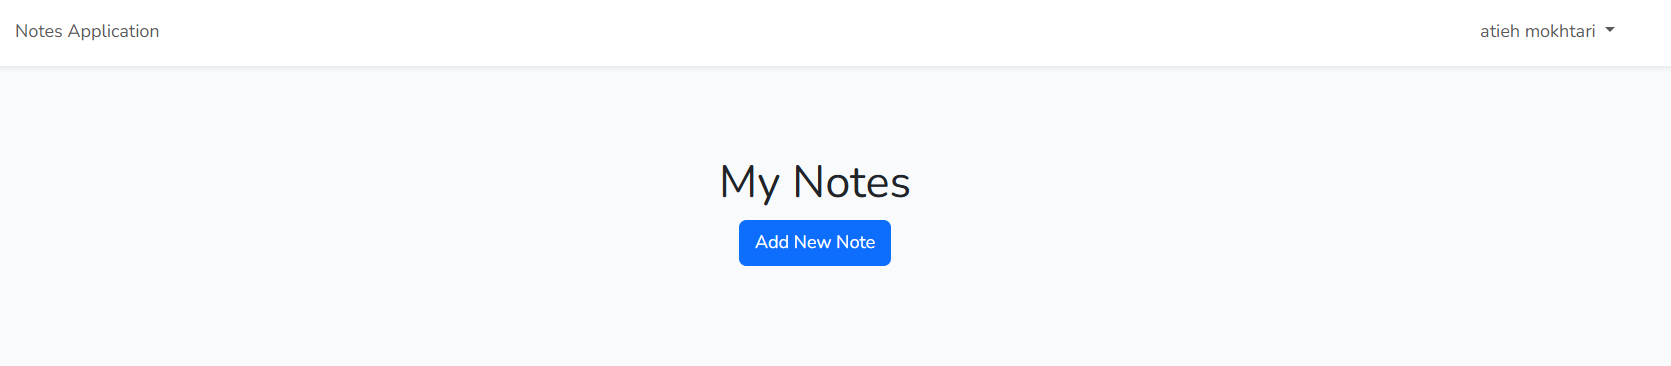 Notes Application
atieh mokhtari
My Notes
Add New Note